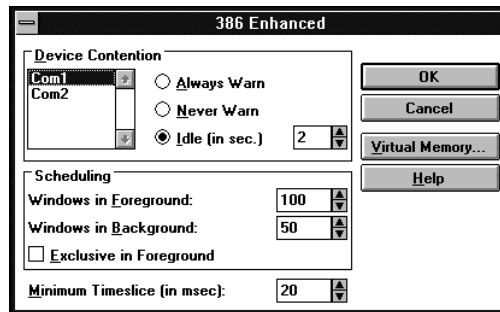 386 Enhanced
Device Contention
Com1
Com2
Always Warn
Never Warn
Idle (in sec.) 2
OK
Cancel
Virtual Memory...
Help
Scheduling
Windows in Foreground: 100
Windows in Background: 50
Exclusive in Foreground
Minimum Timeslice (in msec): 20